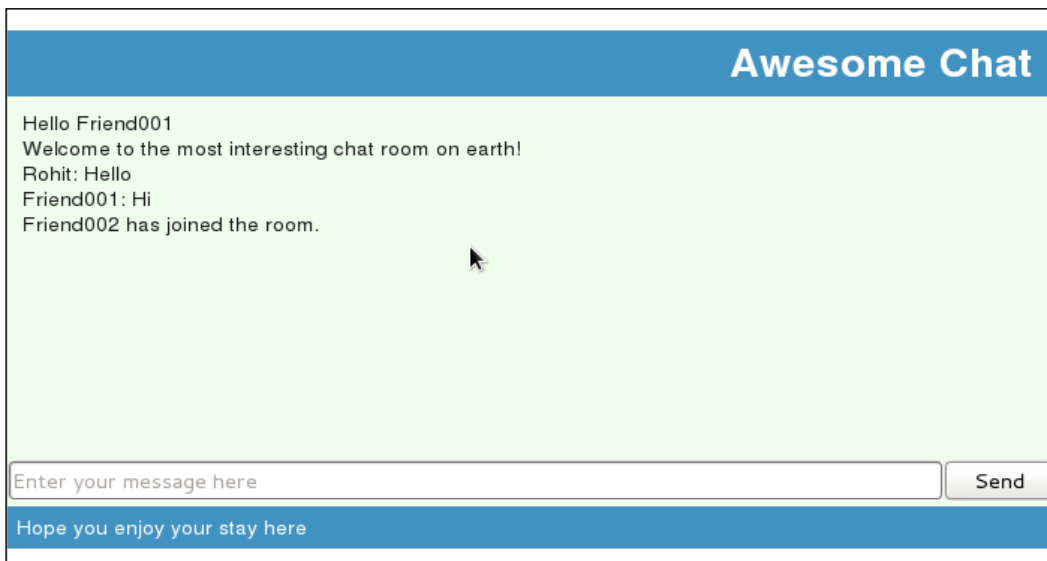 Awesome Chat
Hello Friend001
Welcome to the most interesting chat room on earth!
Rohit: Hello
Friend001: Hi
Friend002 has joined the room.
Enter your message here
Send
Hope you enjoy your stay here